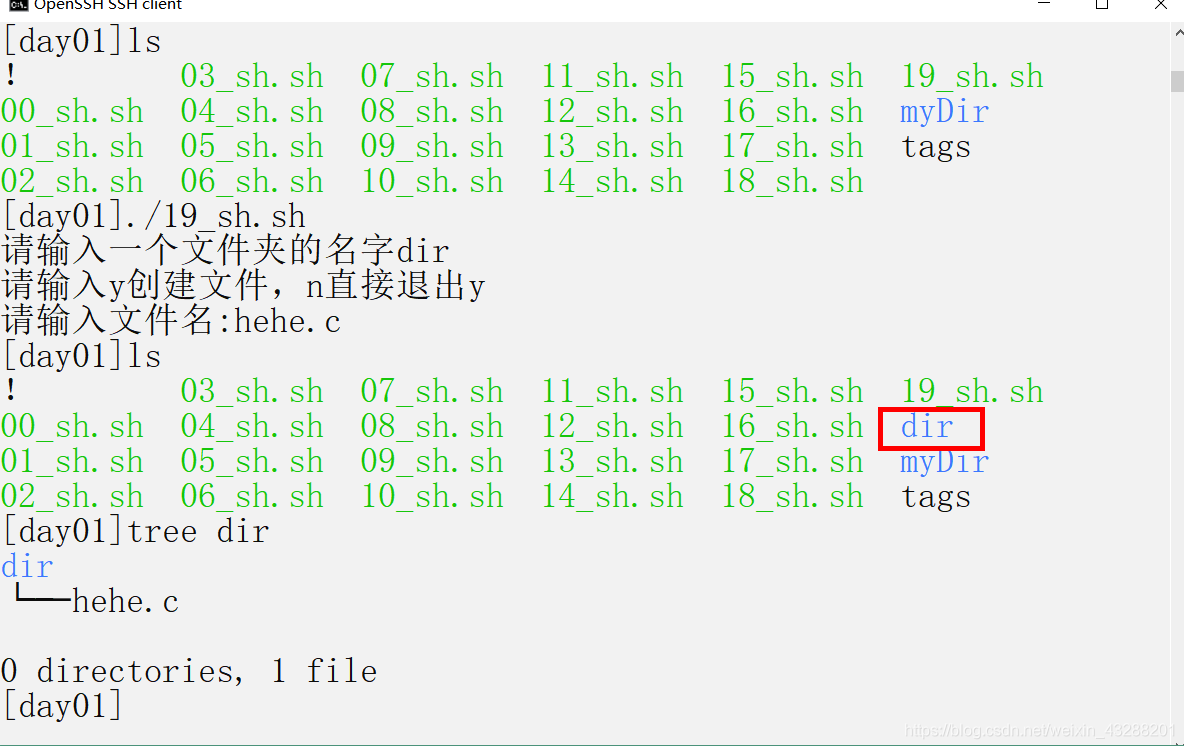 OpenSSH SSH client
[day01]ls
! 03_sh.sh 07_sh.sh 11_sh.sh 15_sh.sh 19_sh.sh
00_sh.sh 04_sh.sh 08_sh.sh 12_sh.sh 16_sh.sh myDir
01_sh.sh 05_sh.sh 09_sh.sh 13_sh.sh 17_sh.sh tags
02_sh.sh 06_sh.sh 10_sh.sh 14_sh.sh 18_sh.sh
[day01]./19_sh.sh
请输入一个文件夹的名字dir
请输入y创建文件，n直接退出y
请输入文件名:hehe.c
[day01]ls
! 03_sh.sh 07_sh.sh 11_sh.sh 15_sh.sh 19_sh.sh
00_sh.sh 04_sh.sh 08_sh.sh 12_sh.sh 16_sh.sh dir
01_sh.sh 05_sh.sh 09_sh.sh 13_sh.sh 17_sh.sh myDir
02_sh.sh 06_sh.sh 10_sh.sh 14_sh.sh 18_sh.sh tags
[day01]tree dir
dir
└──hehe.c
0 directories, 1 file
[day01]
https://blog.csdn.net/weixin_43288201